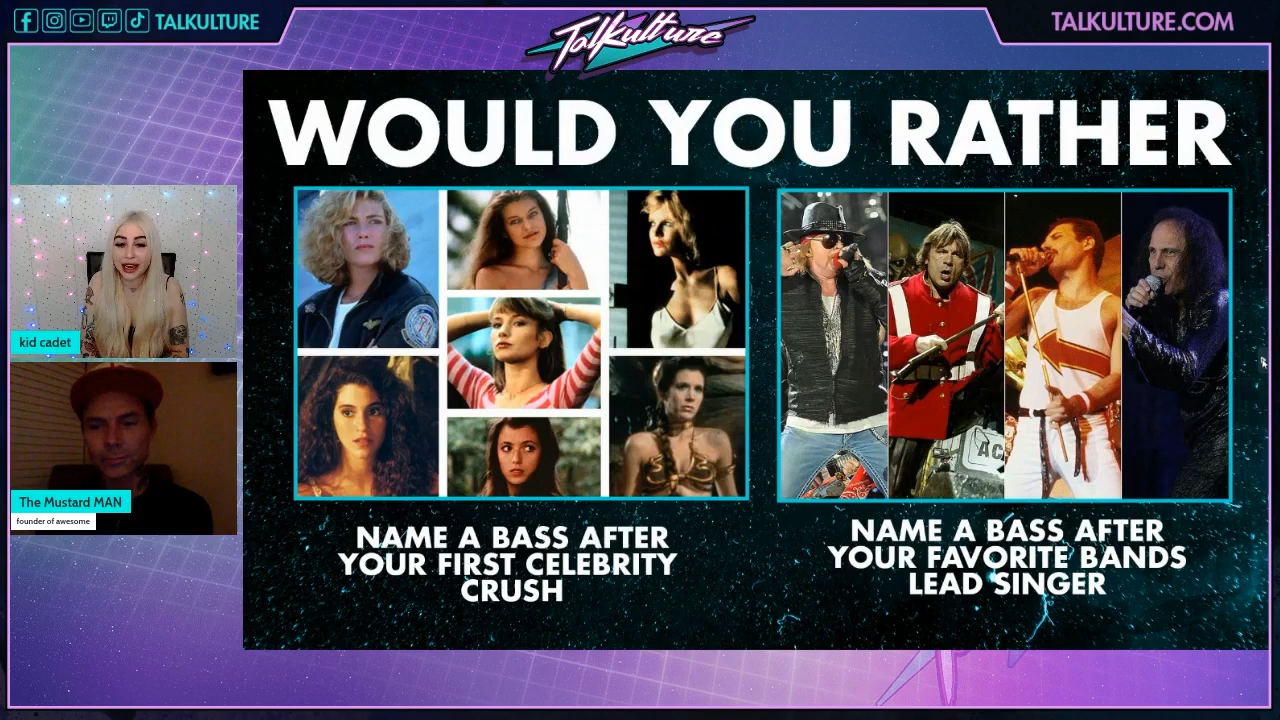 TALKULTURE
TalKulture
TALKULTURE.COM
WOULD YOU RATHER
kid cadet
The Mustard MAN
founder of awesome
NAME A BASS AFTER
YOUR FIRST CELEBRITY
CRUSH
NAME A BASS AFTER
YOUR FAVORITE BANDS
LEAD SINGER